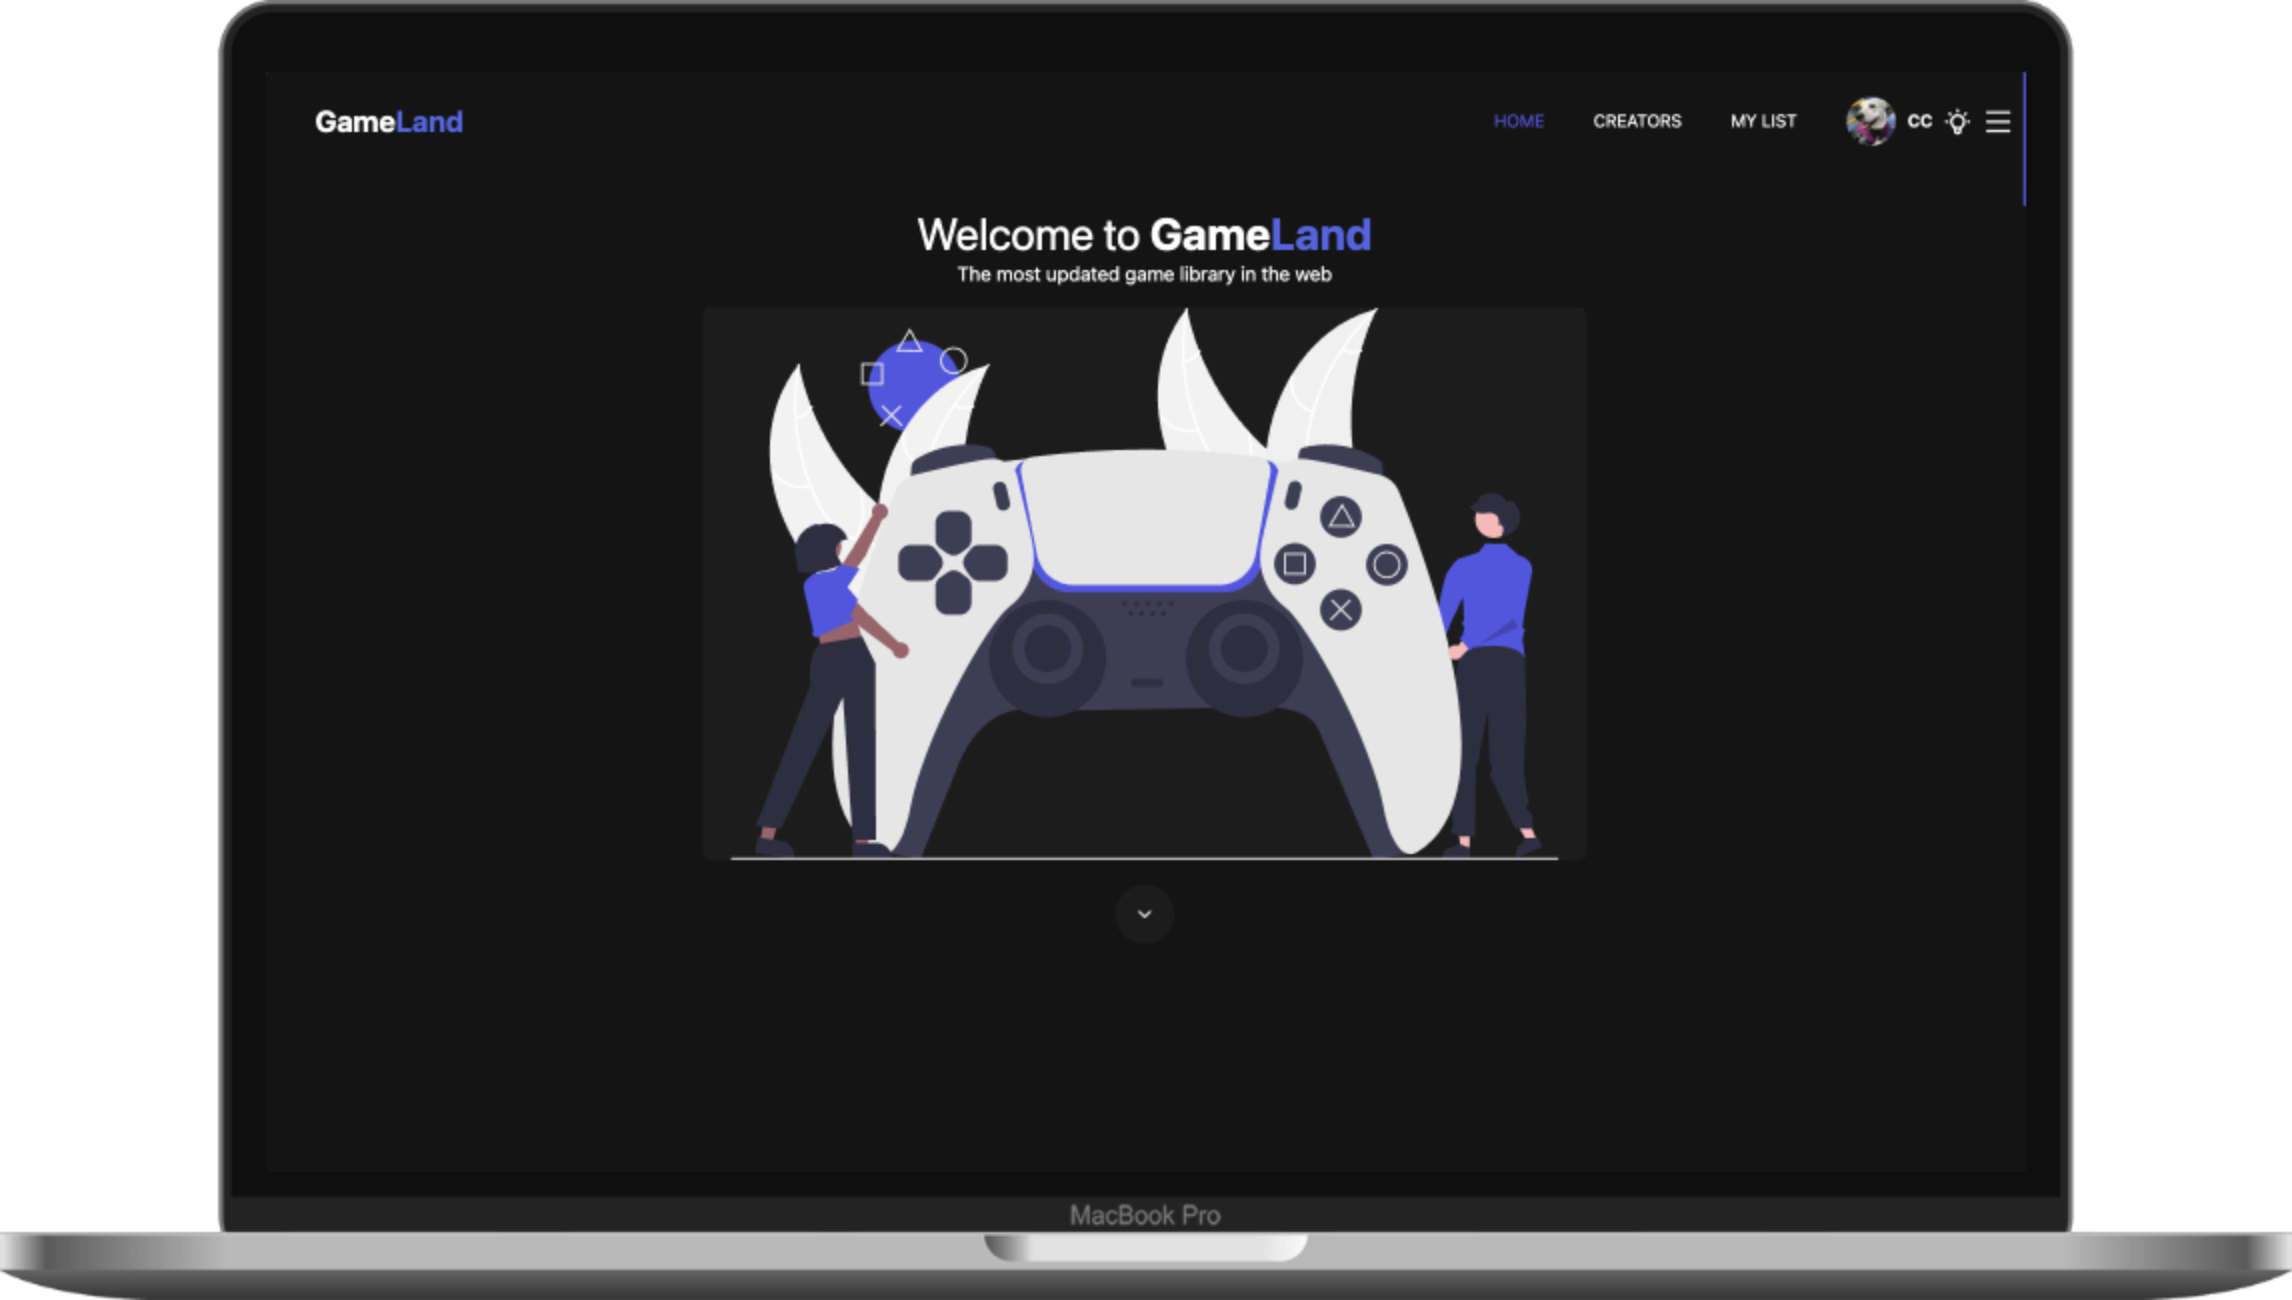 GameLand
HOME CREATORS MY LIST CC
Welcome to GameLand
The most updated game library in the web
MacBook Pro